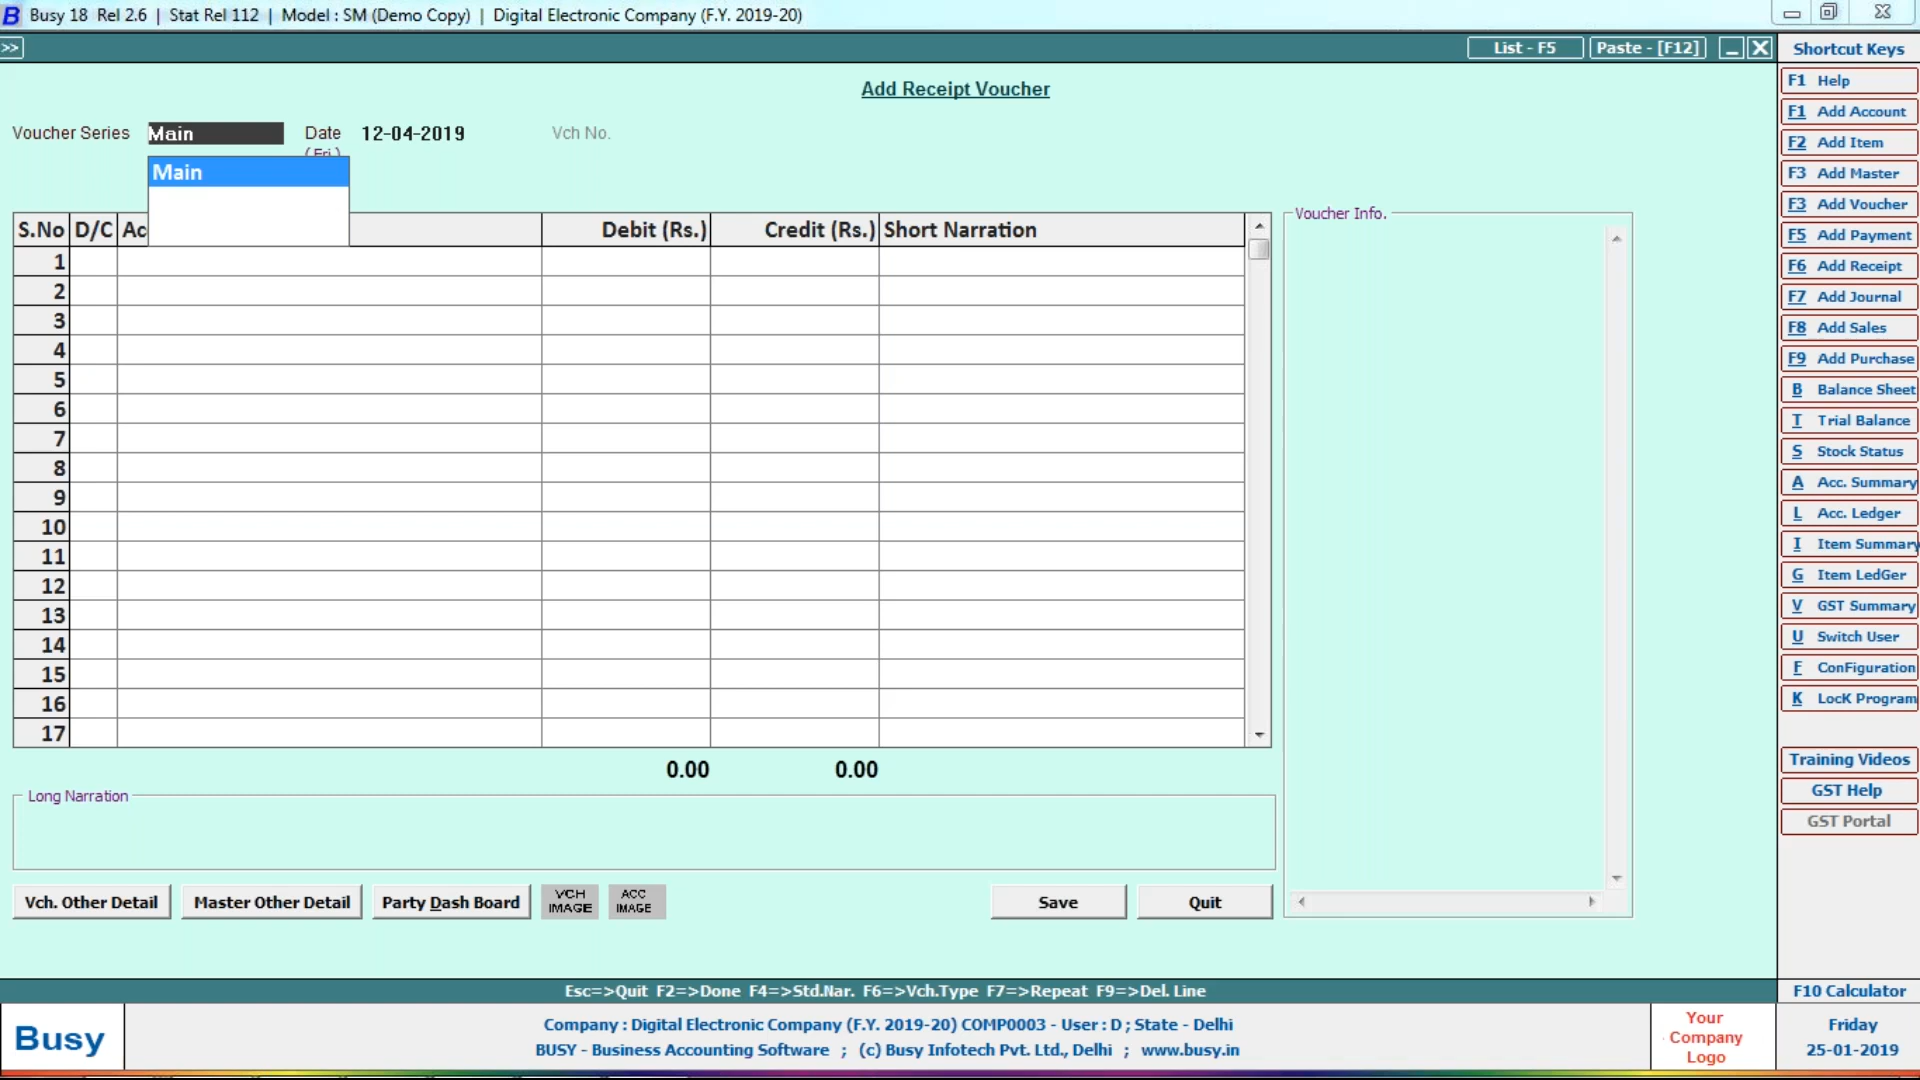 B Busy 18 Rel 2.6 | Stat Rel 112 | Model : SM (Demo Copy) | Digital Electronic Company (F.Y. 2019-20)
>> List - F5 Paste - [F12]
Shortcut Keys
Add Receipt Voucher
Voucher Series Main Date 12-04-2019 Vch No.
Main
S.No D/C Ac Debit (Rs.) Credit (Rs.) Short Narration
1
2
3
4
5
6
7
8
9
10
11
12
13
14
15
16
17
0.00 0.00
Long Narration
Vch. Other Detail Master Other Detail Party Dash Board VCH IMAGE ACC IMAGE Save Quit
Voucher Info.
F1 Help
F1 Add Account
F2 Add Item
F3 Add Master
F3 Add Voucher
F5 Add Payment
F6 Add Receipt
F7 Add Journal
F8 Add Sales
F9 Add Purchase
B Balance Sheet
T Trial Balance
S Stock Status
A Acc. Summary
L Acc. Ledger
I Item Summary
G Item LedGer
V GST Summary
U Switch User
F ConFiguration
K LocK Program
Training Videos
GST Help
GST Portal
Esc=>Quit F2=>Done F4=>Std.Nar. F6=>Vch.Type F7=>Repeat F9=>Del. Line
F10 Calculator
Busy
Company : Digital Electronic Company (F.Y. 2019-20) COMP0003 - User : D ; State - Delhi
BUSY - Business Accounting Software ; (c) Busy Infotech Pvt. Ltd., Delhi ; www.busy.in
Your
Company
Logo
Friday
25-01-2019